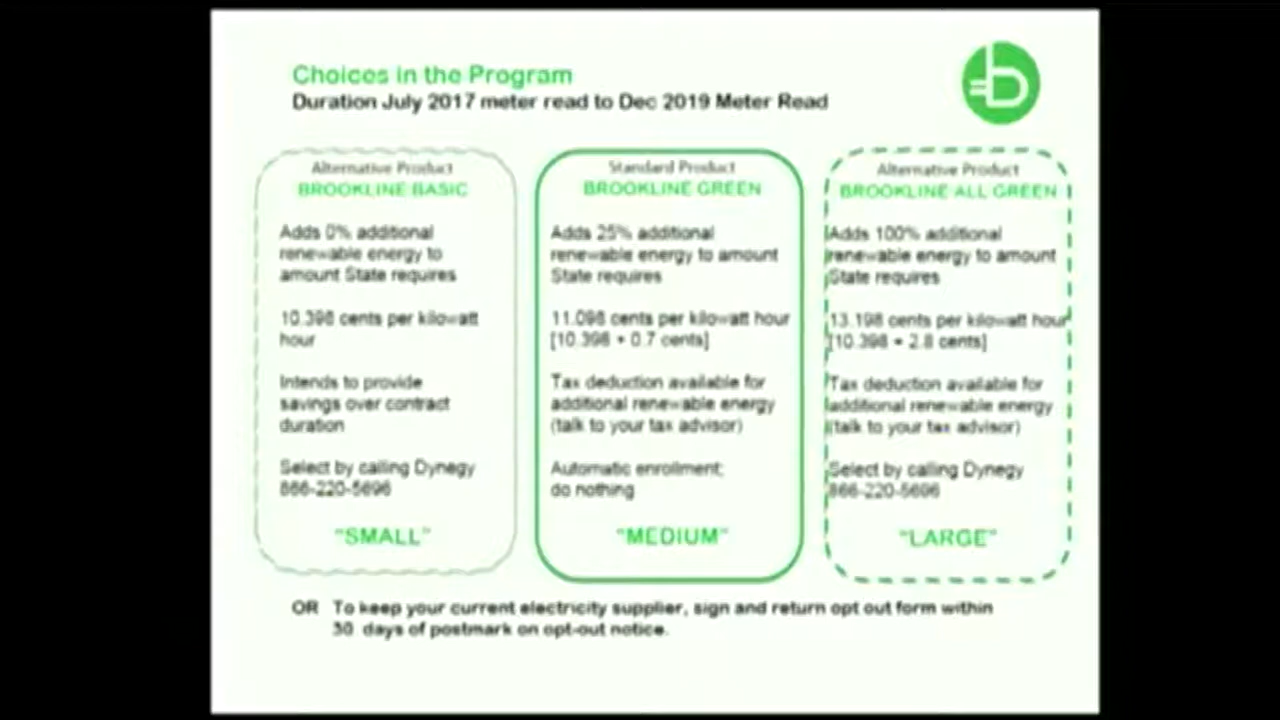 Choices in the Program
Duration July 2017 meter read to Dec 2019 Meter Read
Alternative Product
BROOKLINE BASIC
Adds 0% additional
renewable energy to
amount State requires
10.398 cents per kilowatt
hour
Intends to provide
savings over contract
duration
Select by calling Dynegy
866-220-5696
"SMALL"
Standard Product
BROOKLINE GREEN
Adds 25% additional
renewable energy to amount
State requires
11.098 cents per kilowatt hour
[10.398 + 0.7 cents]
Tax deduction available for
additional renewable energy
(talk to your tax advisor)
Automatic enrollment;
do nothing
"MEDIUM"
Alternative Product
BROOKLINE ALL GREEN
Adds 100% additional
renewable energy to amount
State requires
13.198 cents per kilowatt hour
[10.398 + 2.8 cents]
Tax deduction available for
additional renewable energy
(talk to your tax advisor)
Select by calling Dynegy
866-220-5696
"LARGE"
OR To keep your current electricity supplier, sign and return opt out form within
30 days of postmark on opt-out notice.